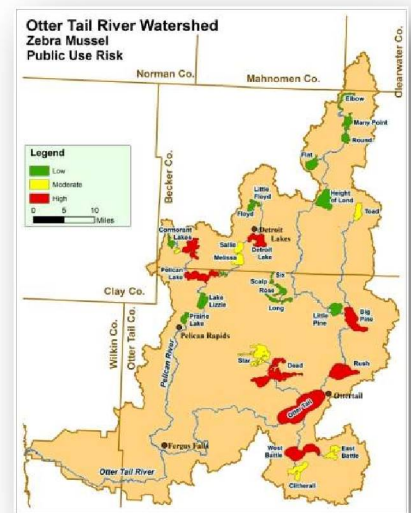 Otter Tail River Watershed
Zebra Mussel
Public Use Risk
Norman Co.
Mahnomen Co.
Clearwater Co.
Elbow
Many Point
Round
Flat
Legend
Low
Moderate
High
0 5 10
Miles
Becker Co.
Little
Floyd
Floyd
Height
of Land
Toad
Cormorant
Lakes
Detroit
Lakes
Sallie
Melissa
Detroit
Lake
Pelican
Lake
Clay Co.
Six
Scalp
Rose
Long
Lake
Lizzie
Prairie
Lake
Little
Pine
Big
Pine
Wilkin Co.
Otter Tail Co.
Pelican Rapids
Pelican River
Star
Dead
Rush
Ottertail
Otter Tail
Fergus Falls
West
Battle
East
Battle
Clitherall
Otter Tail River